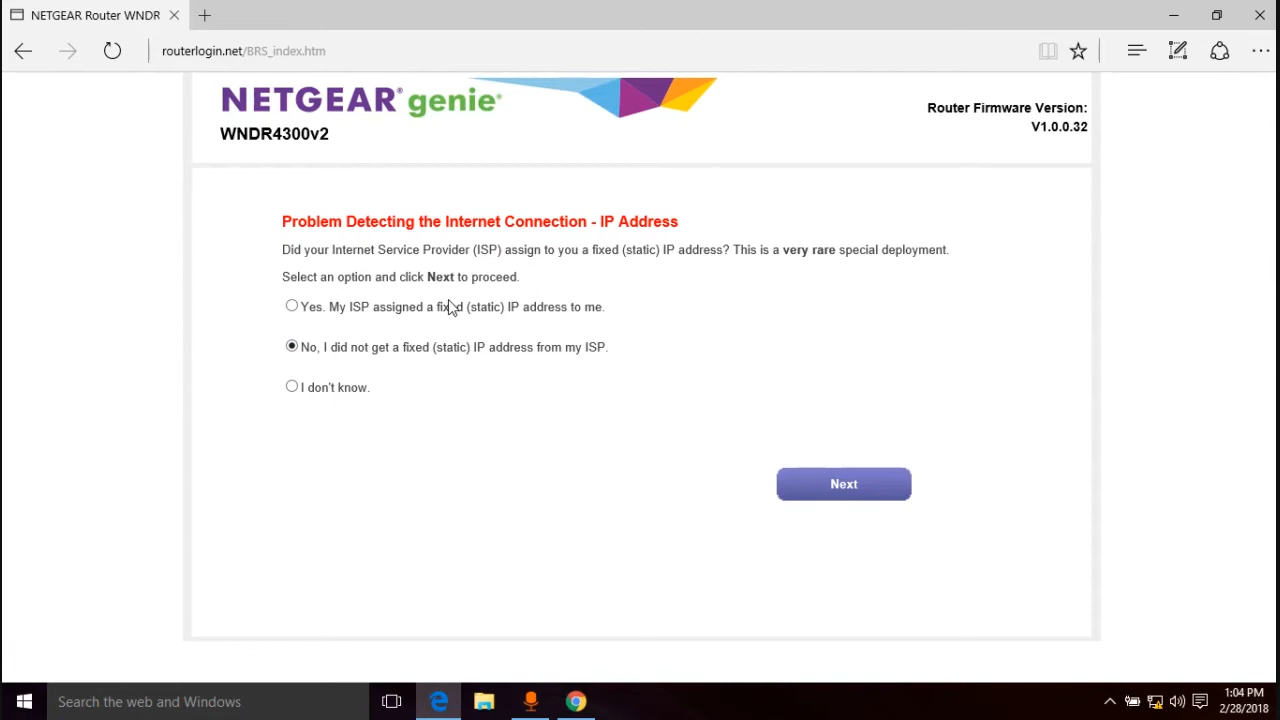 NETGEAR Router WNDR
routerlogin.net/BRS_index.htm
NETGEAR® genie®
WNDR4300v2
Router Firmware Version:
V1.0.0.32
Problem Detecting the Internet Connection - IP Address
Did your Internet Service Provider (ISP) assign to you a fixed (static) IP address? This is a very rare special deployment.
Select an option and click Next to proceed.
Yes. My ISP assigned a fixed (static) IP address to me.
No, I did not get a fixed (static) IP address from my ISP.
I don't know.
Next
Search the web and Windows
1:04 PM
2/28/2018